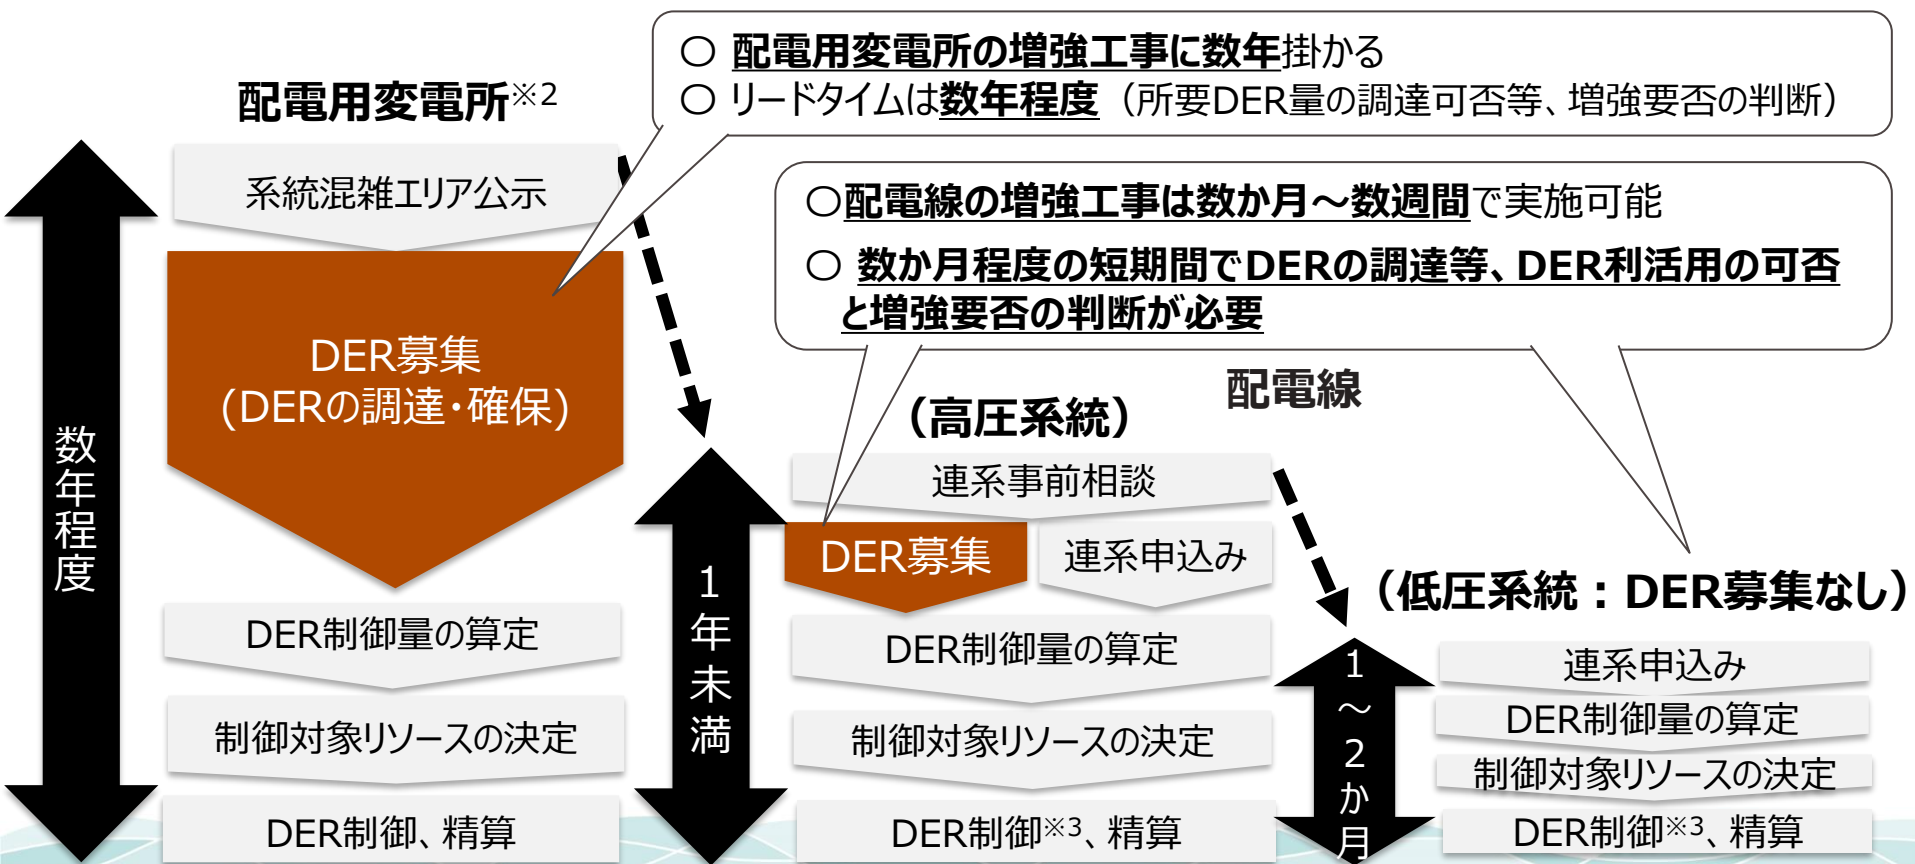 〇 配電用変電所の増強工事に数年掛かる
〇 リードタイムは数年程度（所要DER量の調達可否等、増強要否の判断）
配電用変電所※2
〇配電線の増強工事は数か月～数週間で実施可能
〇 数か月程度の短期間でDERの調達等、DER利活用の可否
と増強要否の判断が必要
数年程度
系統混雑エリア公示
DER募集
(DERの調達・確保)
DER制御量の算定
制御対象リソースの決定
DER制御、精算
配電線
（高圧系統）
1年未満
連系事前相談
DER募集
連系申込み
DER制御量の算定
制御対象リソースの決定
DER制御※3、精算
（低圧系統：DER募集なし）
1～2か月
連系申込み
DER制御量の算定
制御対象リソースの決定
DER制御※3、精算